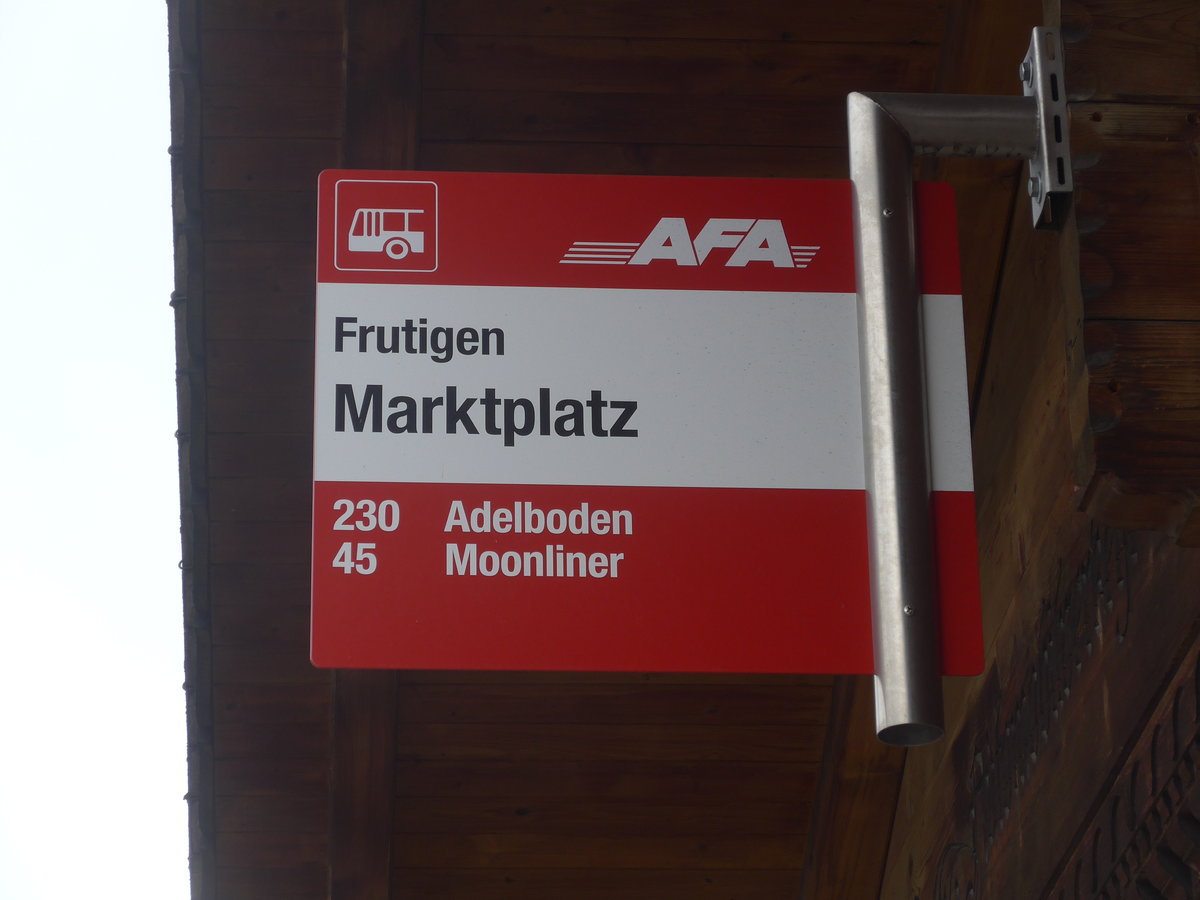 AFA
Frutigen
Marktplatz
230 Adelboden
45 Moonliner